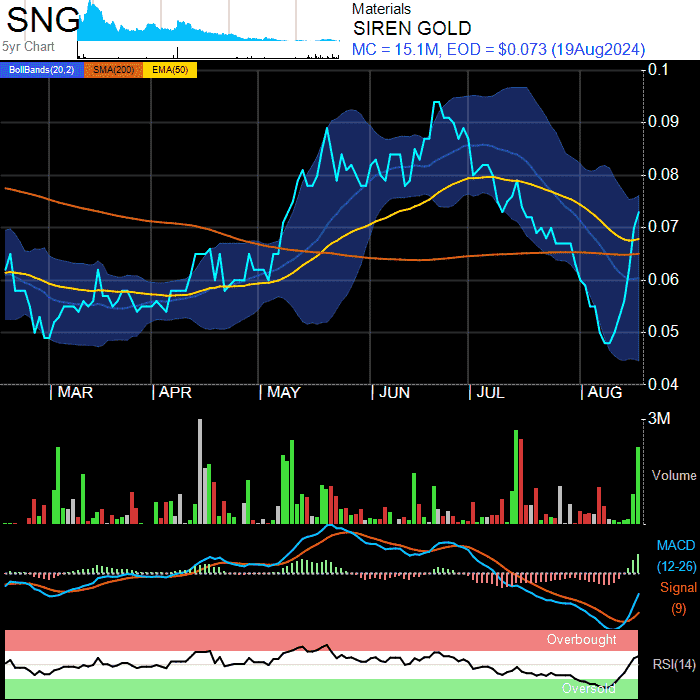 SNG
5yr Chart
Materials
SIREN GOLD
MC = 15.1M, EOD = $0.073 (19Aug2024)
BollBands(20,2) SMA(200) EMA(50)
0.1
0.09
0.08
0.07
0.06
0.05
0.04
MAR APR MAY JUN JUL AUG
3M
Volume
MACD
(12-26)
Signal
(9)
Overbought
RSI(14)
Oversold